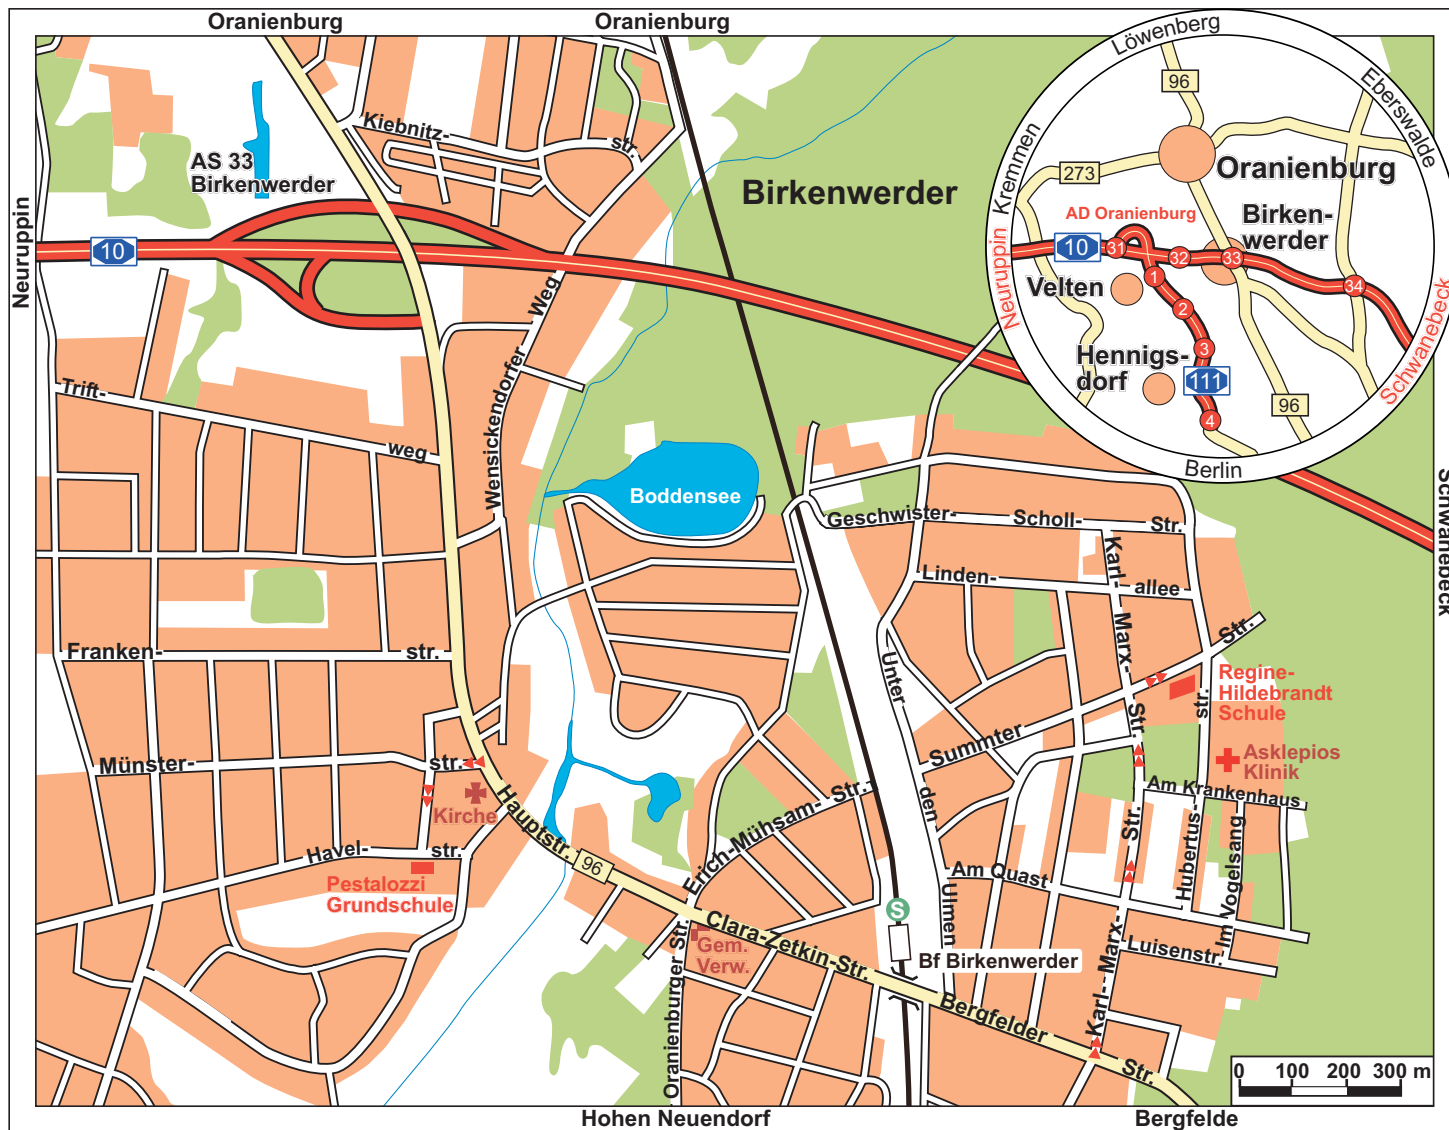 Oranienburg
Oranienburg
Löwenberg
Eberswalde
Kremmen
Neuruppin
Schwanebeck
Berlin
96
273
Oranienburg
AD Oranienburg
10
31
32
33
34
Birken-
werder
Velten
1
2
3
Hennigs-
dorf
111
4
96
Kiebnitz-
str.
AS 33
Birkenwerder
Birkenwerder
Neuruppin
10
Wensickendorfer Weg
Trift-
weg
Boddensee
Schwanebeck
Geschwister-
Scholl-
Str.
Linden-
allee
Karl-
Marx-
Str.
Franken-
str.
Unter
den
Ulmen
Summter
Str.
Regine-
Hildebrandt
Schule
Hubertus-
str.
Asklepios
Klinik
Münster-
str.
Am Krankenhaus
Kirche
Hauptstr.
96
Erich-Mühsam-
Str.
Str.
Havel-
str.
Am Quast
Im Vogelsang
Pestalozzi
Grundschule
S
Clara-Zetkin-Str.
Gem.
Verw.
Oranienburger Str.
Bf Birkenwerder
Luisenstr.
Karl-
Marx-
Bergfelder
Str.
0 100 200 300 m
Hohen Neuendorf
Bergfelde